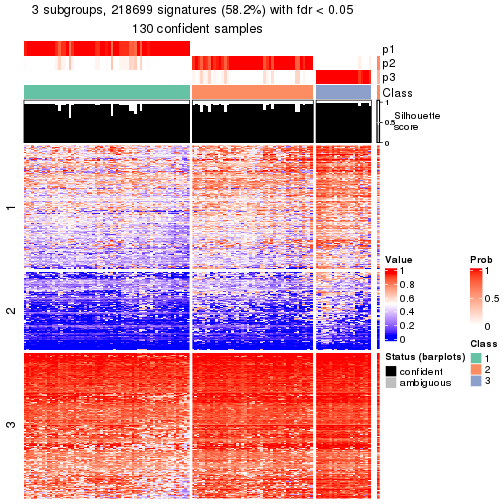 3 subgroups, 218699 signatures (58.2%) with fdr < 0.05
130 confident samples
p1
p2
p3
Class
1
0.5
0
Silhouette
score
1
2
3
Value
1
0.8
0.6
0.4
0.2
0
Status (barplots)
confident
ambiguous
Prob
1
0.5
0
Class
1
2
3